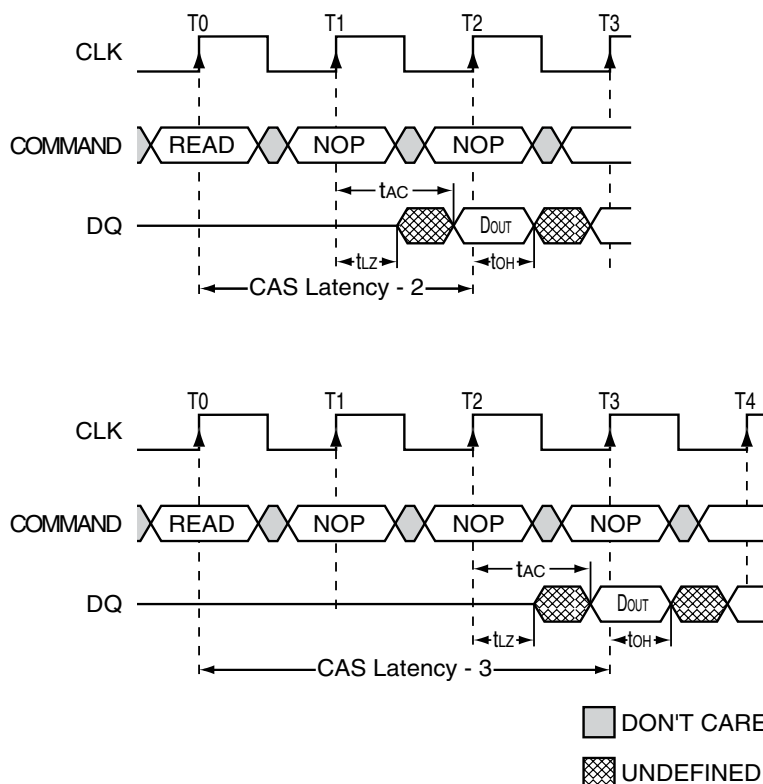 T0 T1 T2 T3
CLK
COMMAND READ NOP NOP
tAC
DQ DOUT
tLZ tOH
CAS Latency - 2
T0 T1 T2 T3 T4
CLK
COMMAND READ NOP NOP NOP
tAC
DQ DOUT
tLZ tOH
CAS Latency - 3
DON'T CARE
UNDEFINED